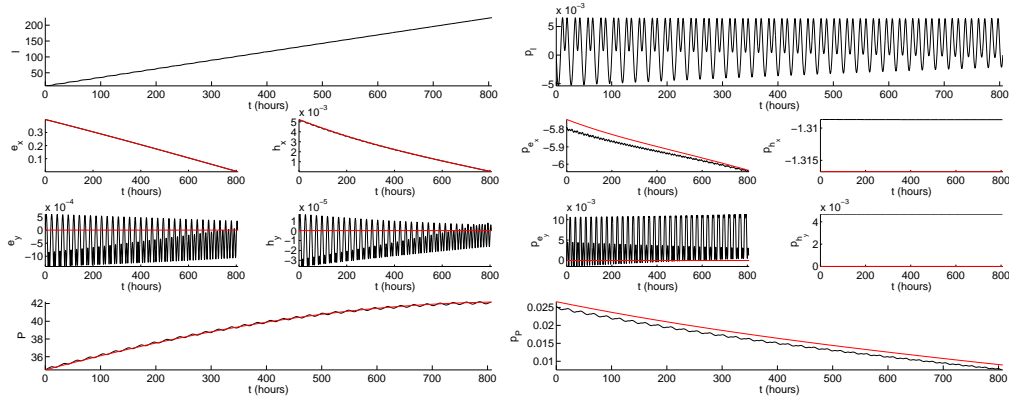 200
150
100
50
l
0 100 200 300 400 500 600 700 800
t (hours)
x 10⁻³
5
0
−5
p_l
0 100 200 300 400 500 600 700 800
t (hours)
0.3
0.2
0.1
e_x
0 200 400 600 800
t (hours)
x 10⁻³
5
4
3
2
1
h_x
0 200 400 600 800
t (hours)
−5.8
−5.9
−6
p_{e_x}
0 200 400 600 800
t (hours)
−1.31
−1.315
p_{h_x}
0 200 400 600 800
t (hours)
x 10⁻⁴
5
0
−5
−10
e_y
0 200 400 600 800
t (hours)
x 10⁻⁵
1
0
−1
−2
−3
h_y
0 200 400 600 800
t (hours)
x 10⁻³
10
5
0
p_{e_y}
0 200 400 600 800
t (hours)
x 10⁻³
4
2
0
p_{h_y}
0 200 400 600 800
t (hours)
42
40
38
36
P
0 100 200 300 400 500 600 700 800
t (hours)
0.025
0.02
0.015
0.01
p_P
0 100 200 300 400 500 600 700 800
t (hours)